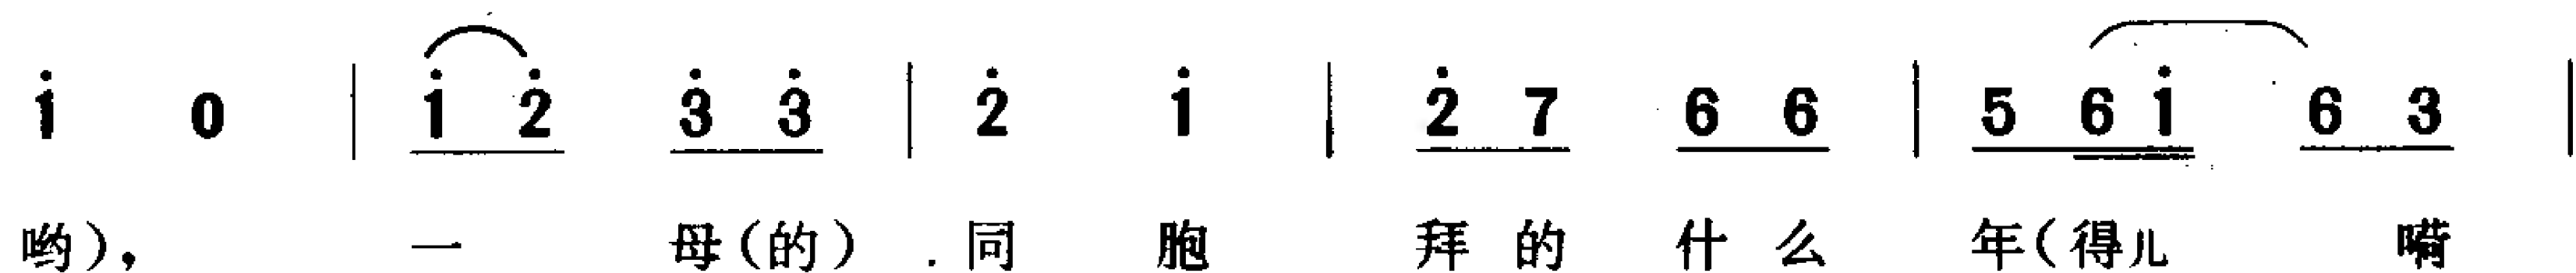 i 0 | i 2̇ 3̇ 3̇ | 2̇ i | 2̇ 7 6 6 | 5 6 i 6 3 |
哟), 一 母(的) 同 胞 拜 的 什 么 年(得儿 嗬